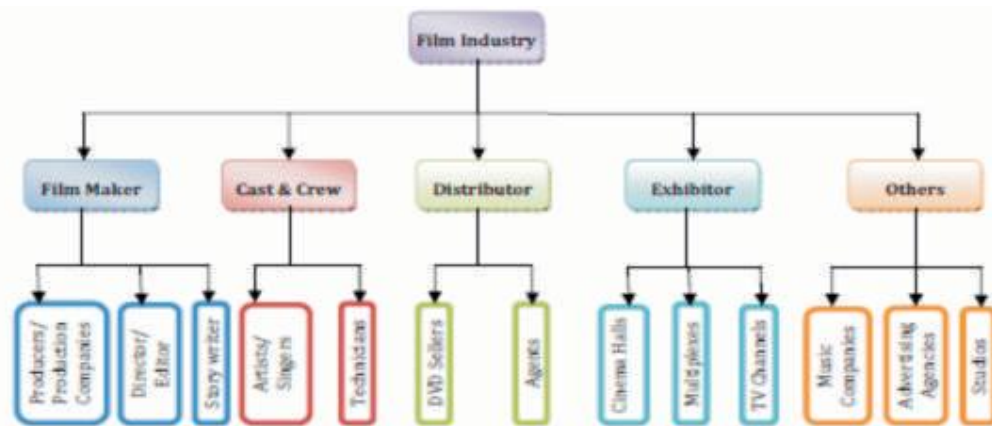 Film Industry
Film Maker
Cast & Crew
Distributor
Exhibitor
Others
Producers/
Production
Companies
Director/
Editor
Story writer
Artists/
Singers
Technicians
DVD Sellers
Agents
Cinema Halls
Multiplexes
TV Channels
Music
Companies
Advertising
Agencies
Studios